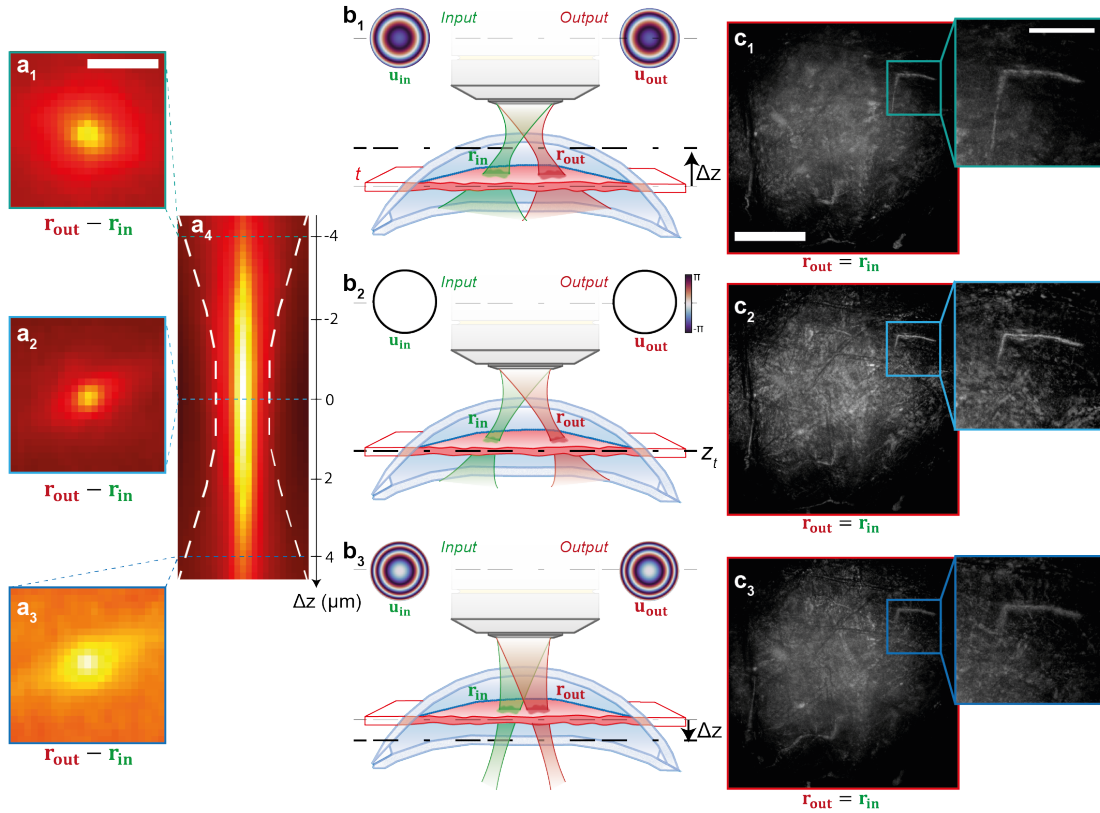 a1
rout − rin
a2
rout − rin
a3
rout − rin
a4
-4
-2
0
2
4
Δz (μm)
b1
Input
Output
uin
uout
rin
rout
t
Δz
b2
Input
Output
π
-π
uin
uout
rin
rout
zt
b3
Input
Output
uin
uout
rin
rout
Δz
c1
rout = rin
c2
rout = rin
c3
rout = rin